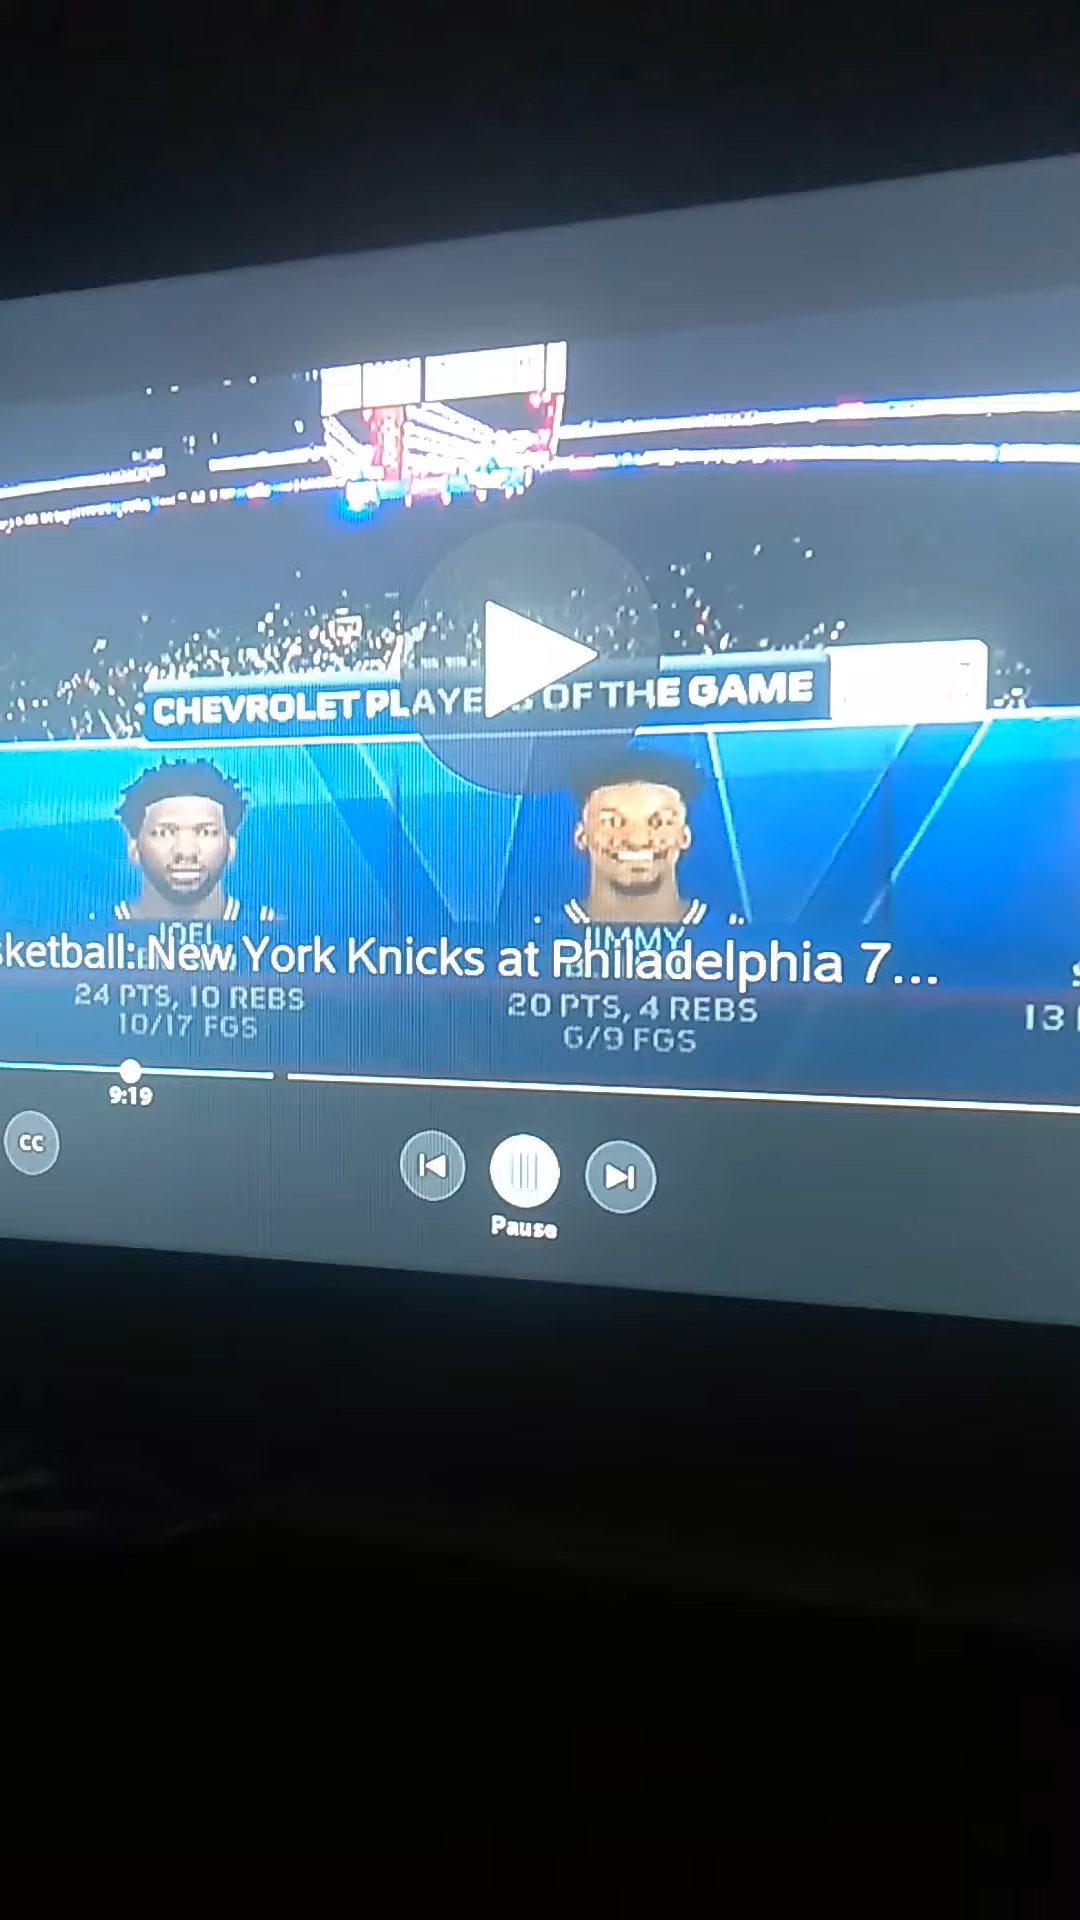 CHEVROLET PLAYE OF THE GAME
JOEL
JIMMY
sketball: New York Knicks at Philadelphia 7...
24 PTS, 10 REBS
10/17 FGS
20 PTS, 4 REBS
6/9 FGS
13
9:19
CC
Pause